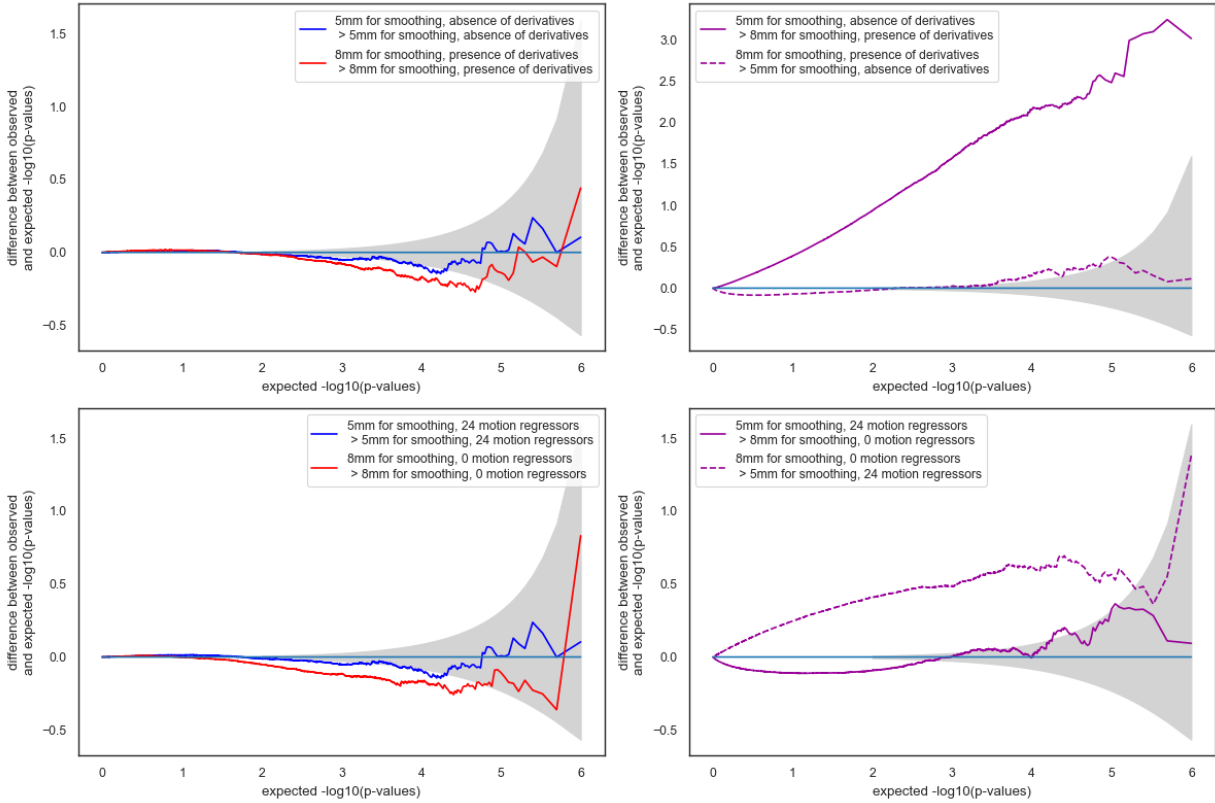 difference between observed
and expected -log10(p-values)
1.5
1.0
0.5
0.0
−0.5
5mm for smoothing, absence of derivatives
> 5mm for smoothing, absence of derivatives
8mm for smoothing, presence of derivatives
> 8mm for smoothing, presence of derivatives
0 1 2 3 4 5 6
expected -log10(p-values)
difference between observed
and expected -log10(p-values)
3.0
2.5
2.0
1.5
1.0
0.5
0.0
−0.5
5mm for smoothing, absence of derivatives
> 8mm for smoothing, presence of derivatives
8mm for smoothing, presence of derivatives
> 5mm for smoothing, absence of derivatives
0 1 2 3 4 5 6
expected -log10(p-values)
difference between observed
and expected -log10(p-values)
1.5
1.0
0.5
0.0
−0.5
5mm for smoothing, 24 motion regressors
> 5mm for smoothing, 24 motion regressors
8mm for smoothing, 0 motion regressors
> 8mm for smoothing, 0 motion regressors
0 1 2 3 4 5 6
expected -log10(p-values)
difference between observed
and expected -log10(p-values)
1.5
1.0
0.5
0.0
−0.5
5mm for smoothing, 24 motion regressors
> 8mm for smoothing, 0 motion regressors
8mm for smoothing, 0 motion regressors
> 5mm for smoothing, 24 motion regressors
0 1 2 3 4 5 6
expected -log10(p-values)